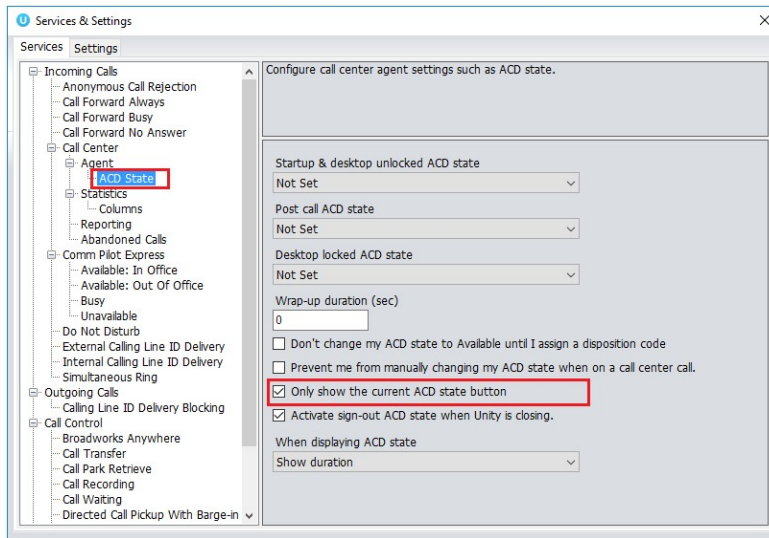 Services & Settings
Services Settings
Incoming Calls
Anonymous Call Rejection
Call Forward Always
Call Forward Busy
Call Forward No Answer
Call Center
Agent
ACD State
Statistics
Columns
Reporting
Abandoned Calls
Comm Pilot Express
Available: In Office
Available: Out Of Office
Busy
Unavailable
Do Not Disturb
External Calling Line ID Delivery
Internal Calling Line ID Delivery
Simultaneous Ring
Outgoing Calls
Calling Line ID Delivery Blocking
Call Control
Broadworks Anywhere
Call Transfer
Call Park Retrieve
Call Recording
Call Waiting
Directed Call Pickup With Barge-in
Configure call center agent settings such as ACD state.
Startup & desktop unlocked ACD state
Not Set
Post call ACD state
Not Set
Desktop locked ACD state
Not Set
Wrap-up duration (sec)
0
Don't change my ACD state to Available until I assign a disposition code
Prevent me from manually changing my ACD state when on a call center call.
Only show the current ACD state button
Activate sign-out ACD state when Unity is closing.
When displaying ACD state
Show duration